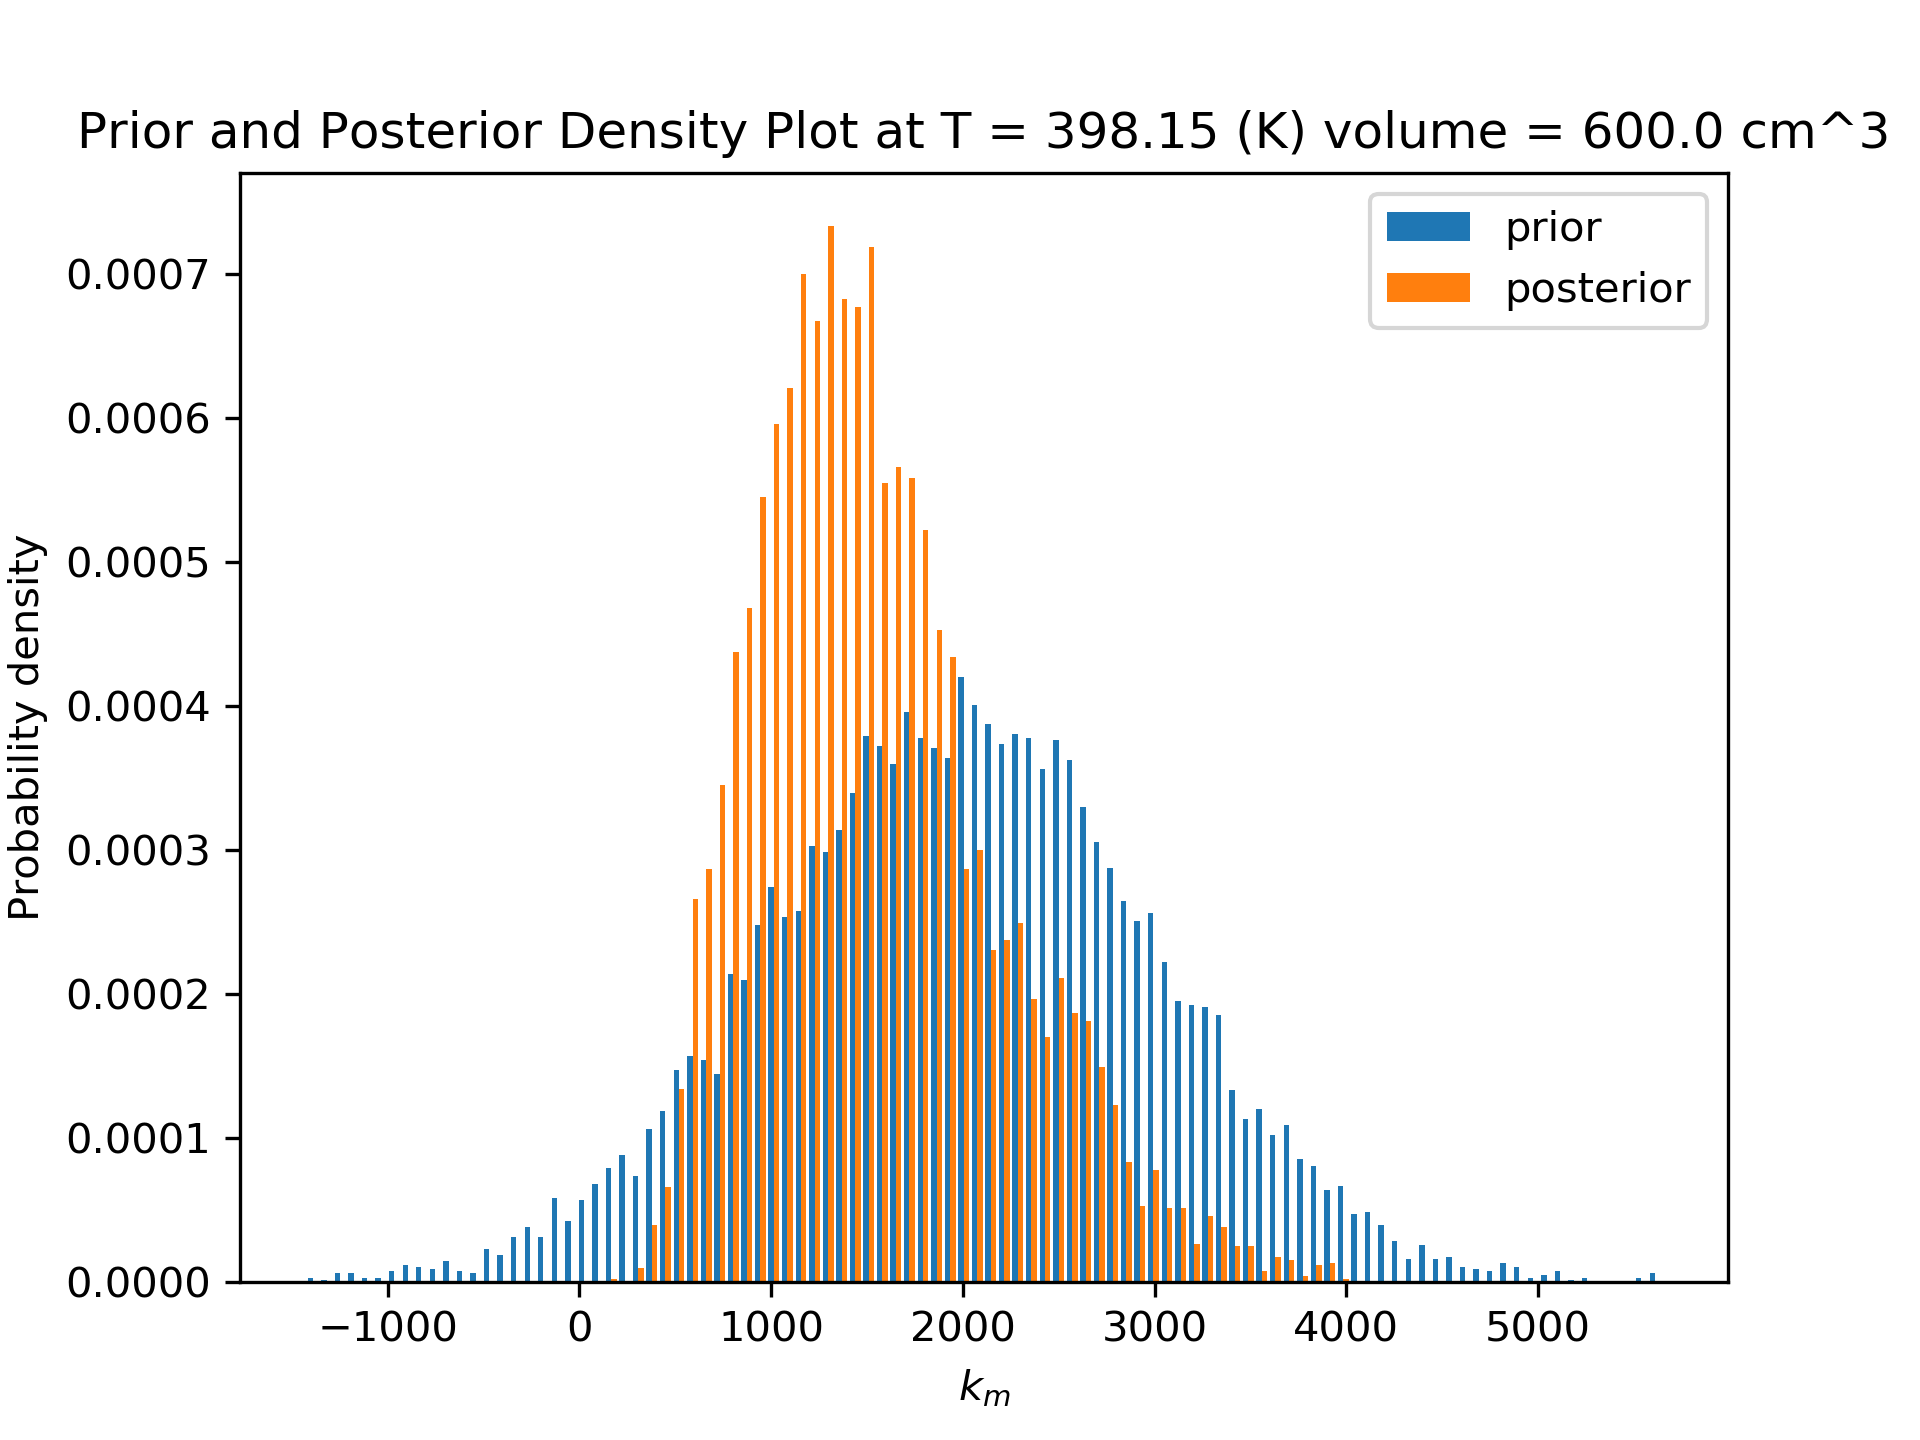 Prior and Posterior Density Plot at T = 398.15 (K) volume = 600.0 cm^3
prior
posterior
0.0007
0.0006
0.0005
0.0004
0.0003
0.0002
0.0001
0.0000
Probability density
−1000 0 1000 2000 3000 4000 5000
k_m